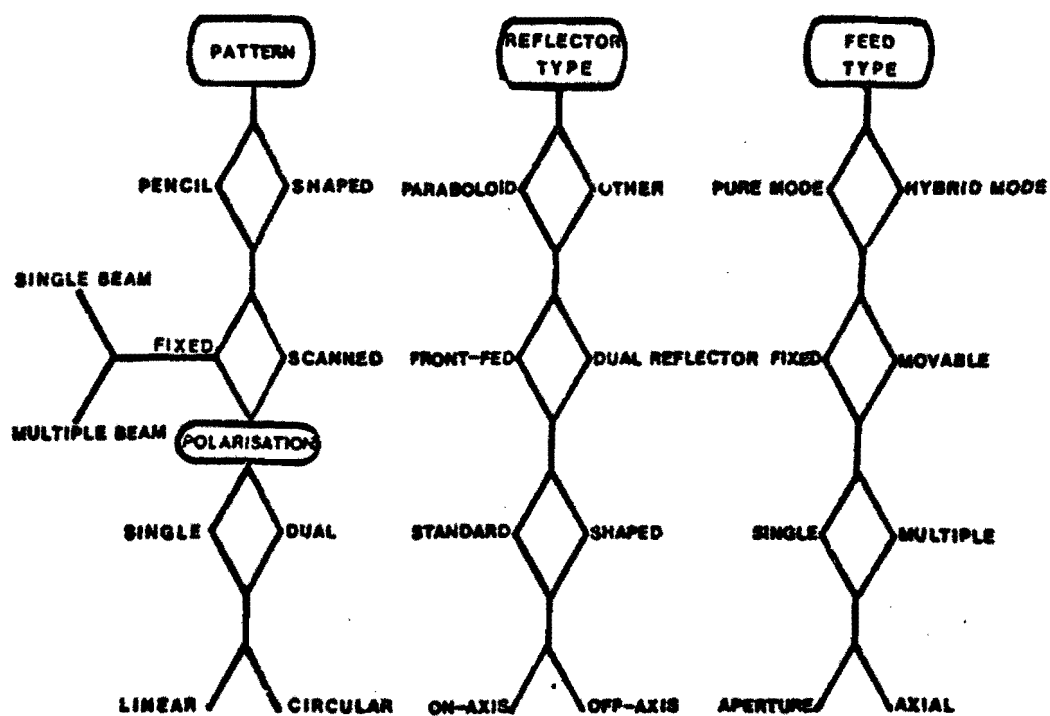 PATTERN
PENCIL SHAPED
SINGLE BEAM
FIXED SCANNED
MULTIPLE BEAM
POLARISATION
SINGLE DUAL
LINEAR CIRCULAR
REFLECTOR
TYPE
PARABOLOID OTHER
FRONT-FED DUAL REFLECTOR
STANDARD SHAPED
ON-AXIS OFF-AXIS
FEED
TYPE
PURE MODE HYBRID MODE
FIXED MOVABLE
SINGLE MULTIPLE
APERTURE AXIAL